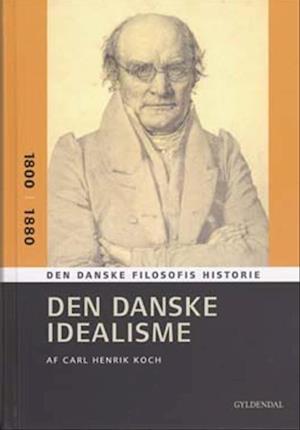 1800 | 1880
DEN DANSKE FILOSOFIS HISTORIE
DEN DANSKE
IDEALISME
AF CARL HENRIK KOCH
GYLDENDAL